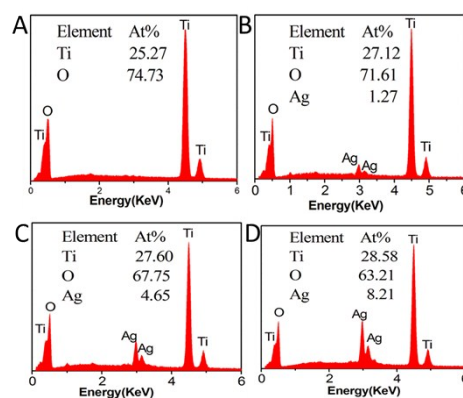 A
Element At%
Ti 25.27
O 74.73
Ti
O
Ti
Ti
0 2 4 6
Energy(KeV)
B
Element At%
Ti 27.12
O 71.61
Ag 1.27
Ti
O
Ti
Ag
Ag
Ti
0 1 2 3 4 5 6
Energy(KeV)
C
Element At%
Ti 27.60
O 67.75
Ag 4.65
Ti
O
Ti
Ag
Ag
Ti
0 2 4 6
Energy(KeV)
D
Element At%
Ti 28.58
O 63.21
Ag 8.21
Ti
O
Ti
Ag
Ag
Ti
0 2 4 6
Energy(KeV)